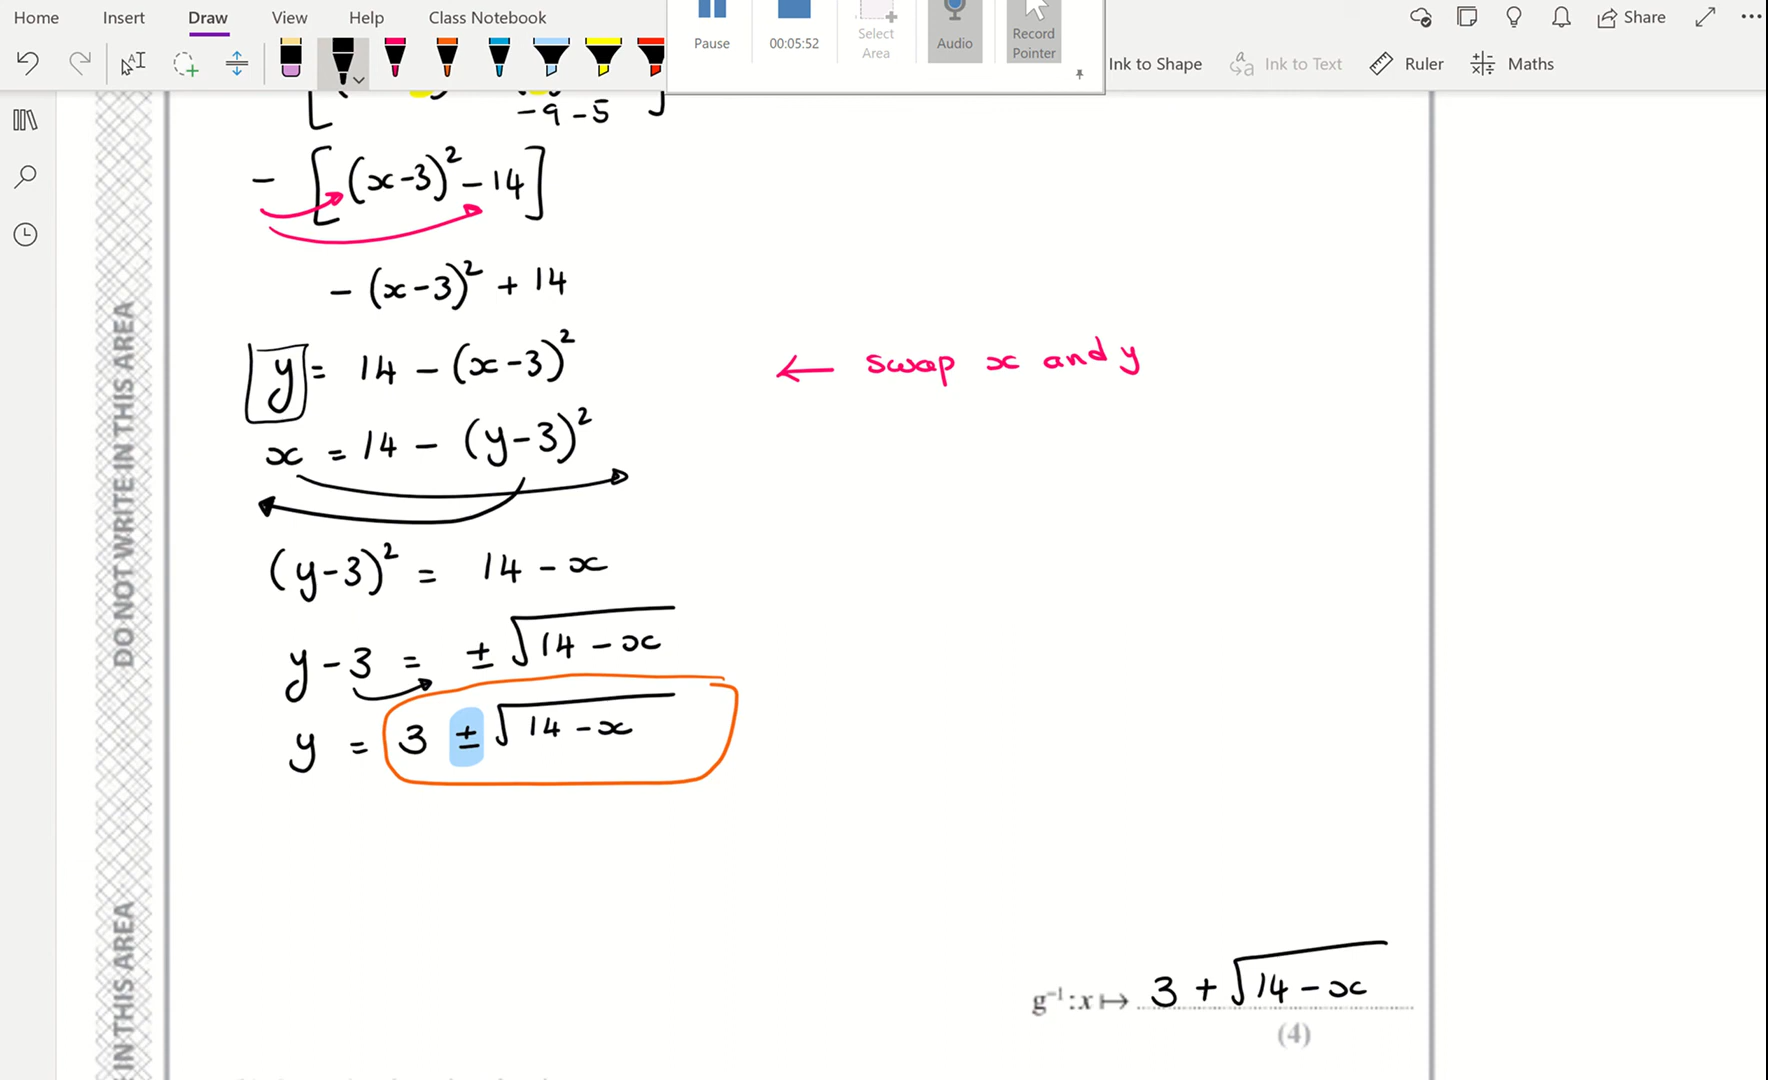 Home Insert Draw View Help Class Notebook
Pause 00:05:52 Select Area Audio Record Pointer
Share
Ink to Shape Ink to Text Ruler Maths
-9-5
- [(x-3)² - 14]
- (x-3)² + 14
y = 14 - (x-3)² ← swap x and y
x = 14 - (y-3)²
(y-3)² = 14 - x
y-3 = ± √14 - x
y = 3 ± √14 - x
g⁻¹ : x ↦ 3 + √14 - x
(4)
DO NOT WRITE IN THIS AREA
IN THIS AREA